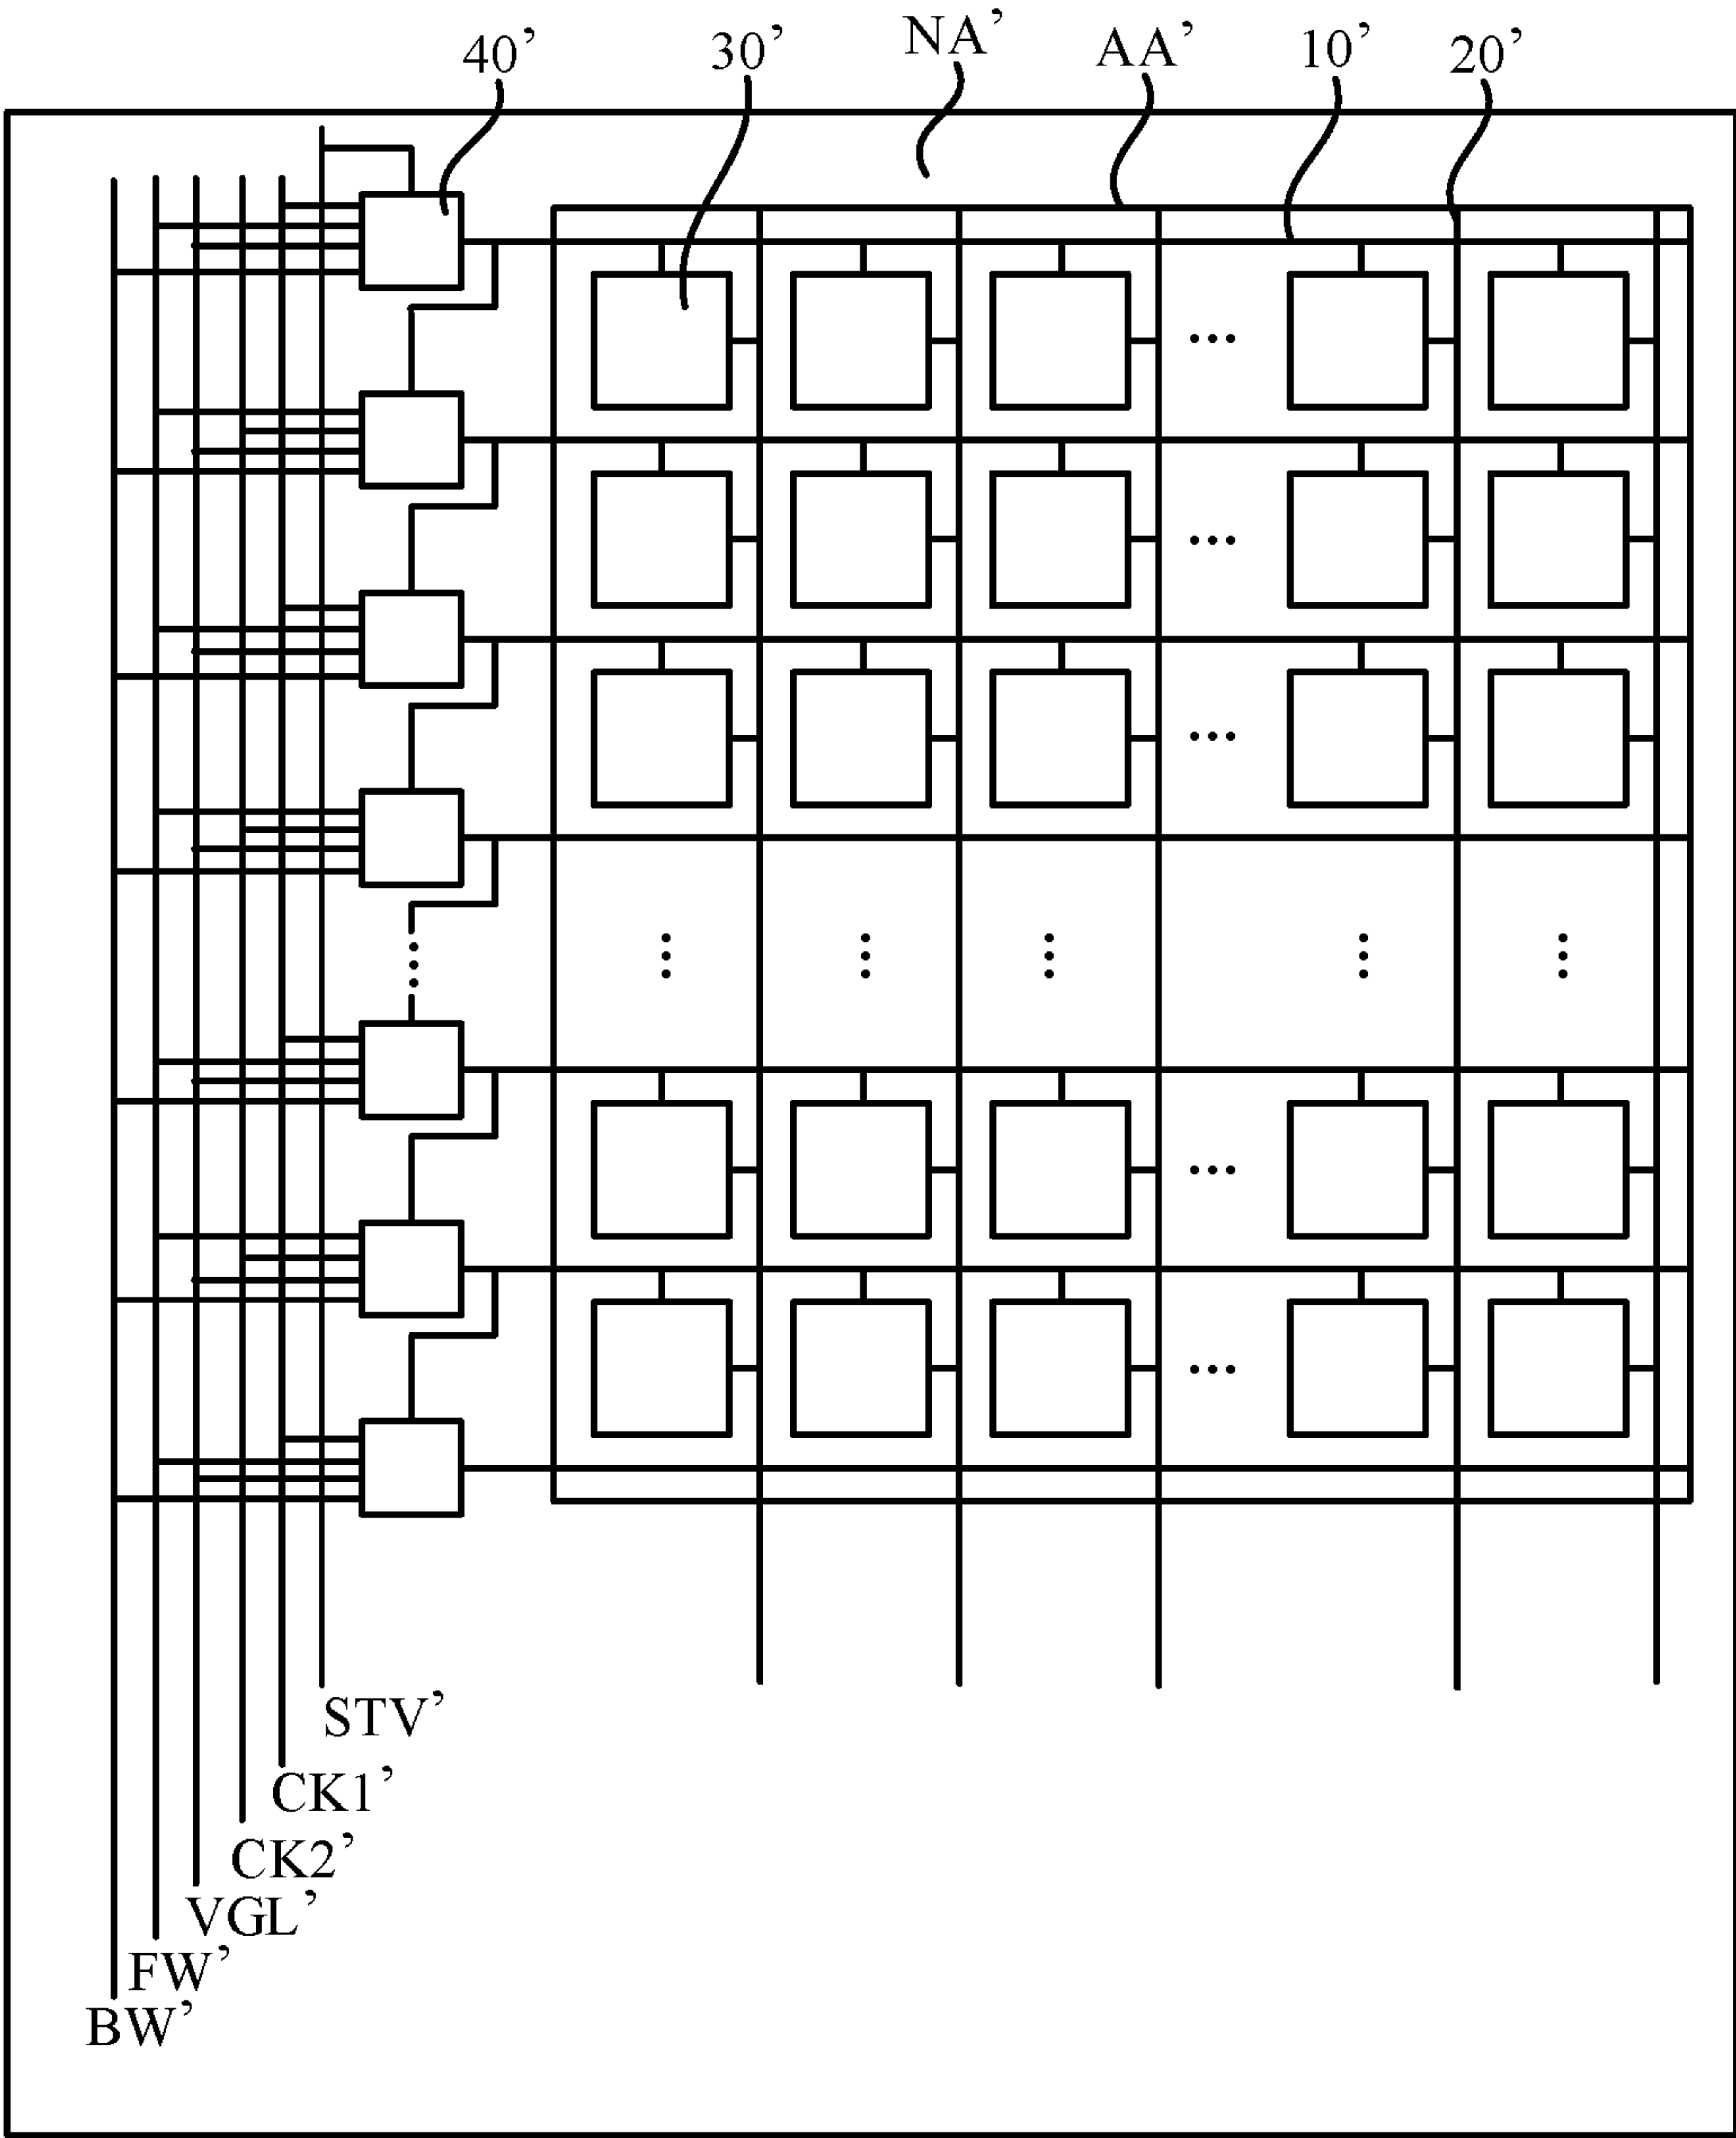 40’ 30’ NA’ AA’ 10’ 20’
STV’
CK1’
CK2’
VGL’
FW’
BW’